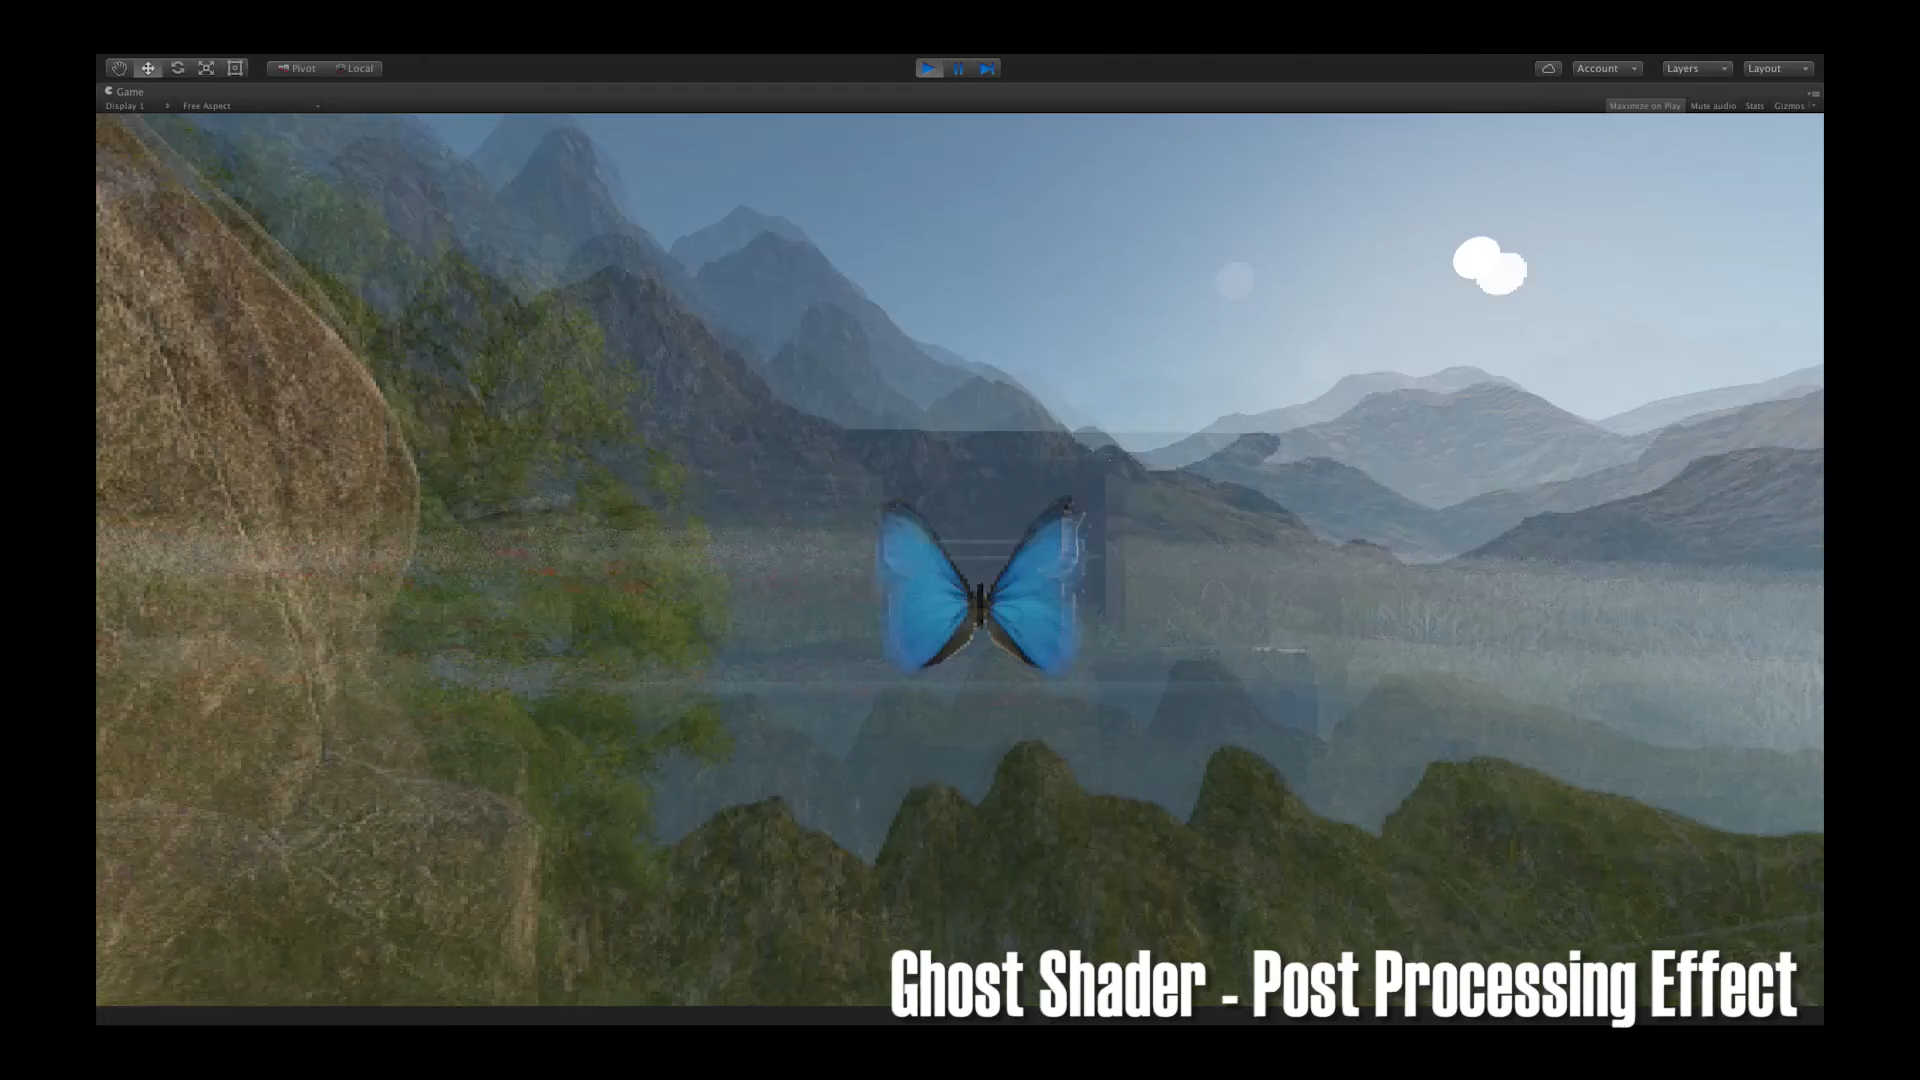 Pivot Local Account Layers Layout
Game
Display 1 Free Aspect Maximize on Play Mute audio Stats Gizmos
Ghost Shader - Post Processing Effect